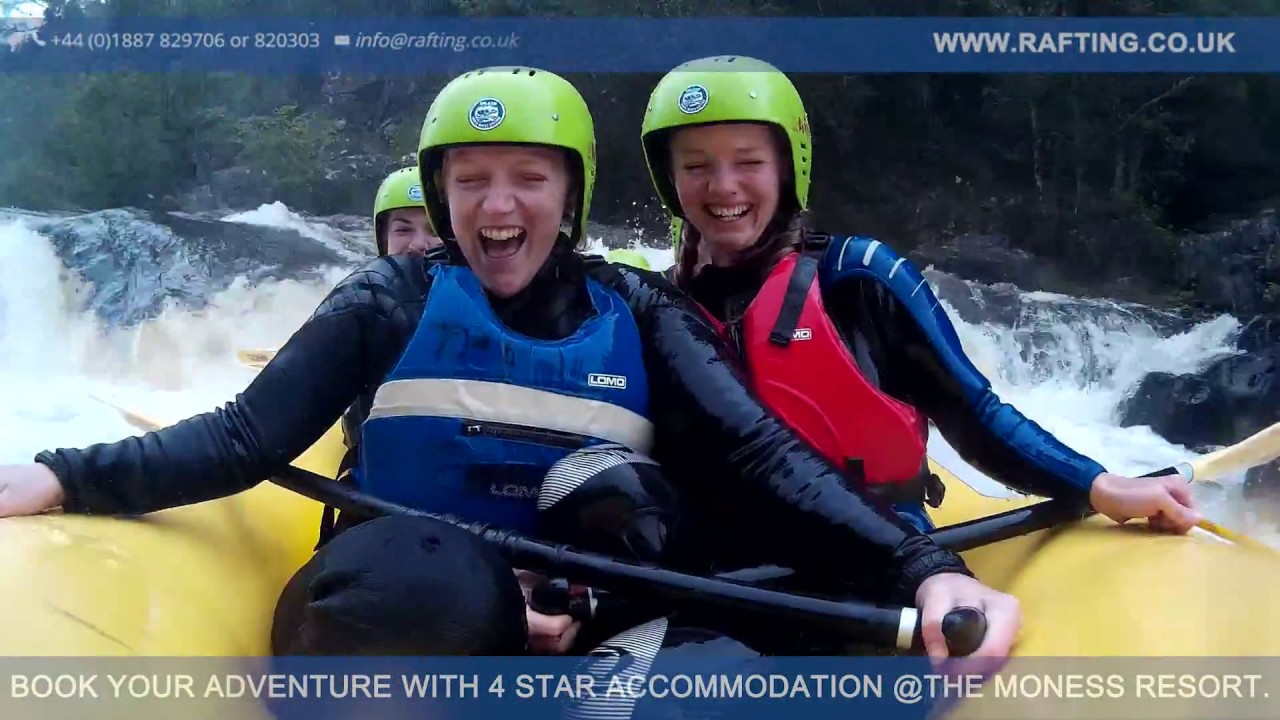 +44 (0)1887 829706 or 820303 info@rafting.co.uk
WWW.RAFTING.CO.UK
LOMO
LOMO
BOOK YOUR ADVENTURE WITH 4 STAR ACCOMMODATION @THE MONESS RESORT.